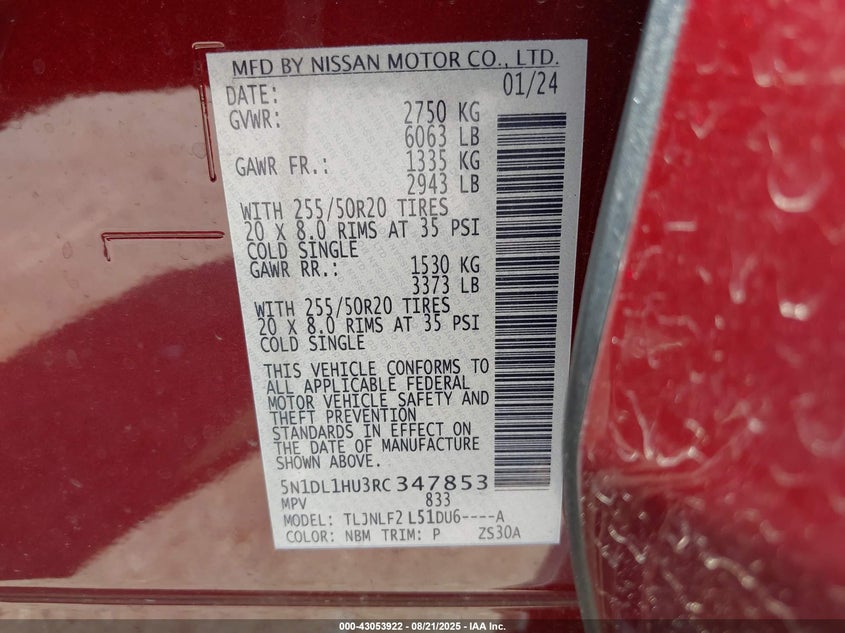 MFD BY NISSAN MOTOR CO., LTD.
DATE: 01/24
GVWR: 2750 KG
6063 LB
GAWR FR.: 1335 KG
2943 LB
WITH 255/50R20 TIRES
20 X 8.0 RIMS AT 35 PSI
COLD SINGLE
GAWR RR.: 1530 KG
3373 LB
WITH 255/50R20 TIRES
20 X 8.0 RIMS AT 35 PSI
COLD SINGLE
THIS VEHICLE CONFORMS TO
ALL APPLICABLE FEDERAL
MOTOR VEHICLE SAFETY AND
THEFT PREVENTION
STANDARDS IN EFFECT ON
THE DATE OF MANUFACTURE
SHOWN ABOVE.
5N1DL1HU3RC347853
MPV 833
MODEL: TLJNLF2 L51DU6----A
COLOR: NBM TRIM: P ZS30A
000-43053922 - 08/21/2025 - IAA Inc.